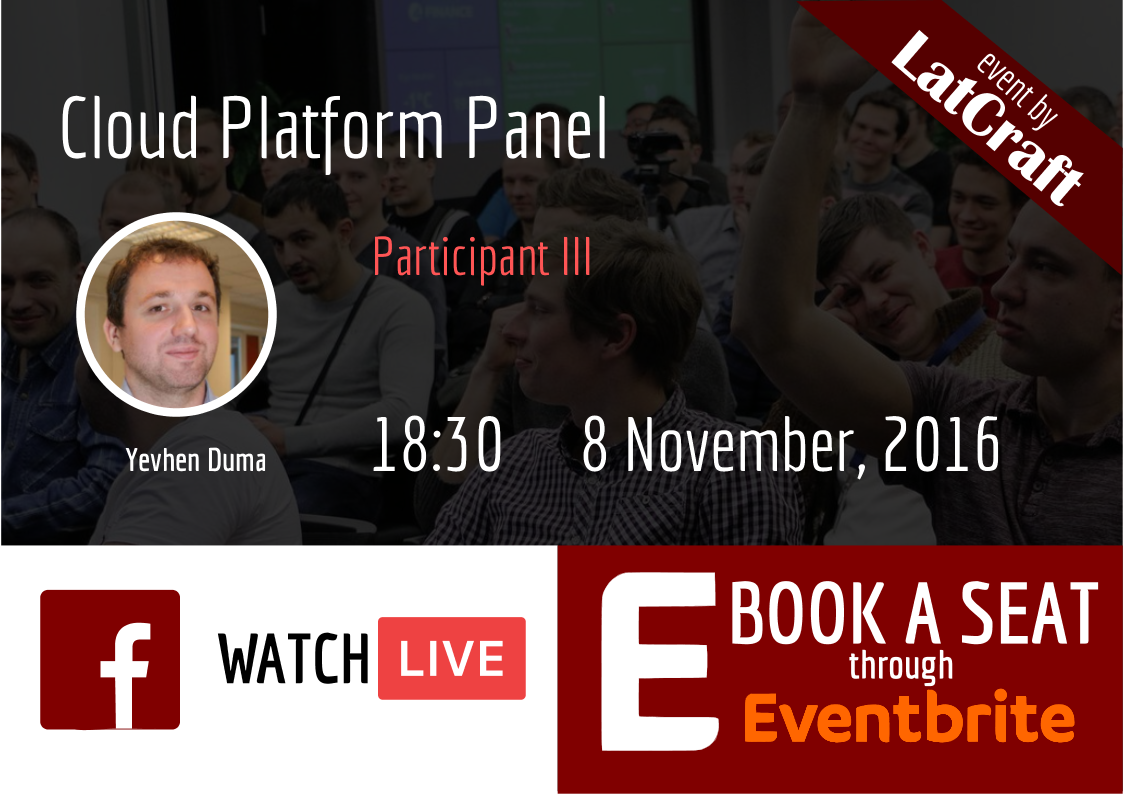 event by
LatCraft
Cloud Platform Panel
Participant III
Yevhen Duma
18:30 8 November, 2016
f
WATCH LIVE
E
BOOK A SEAT
through
Eventbrite